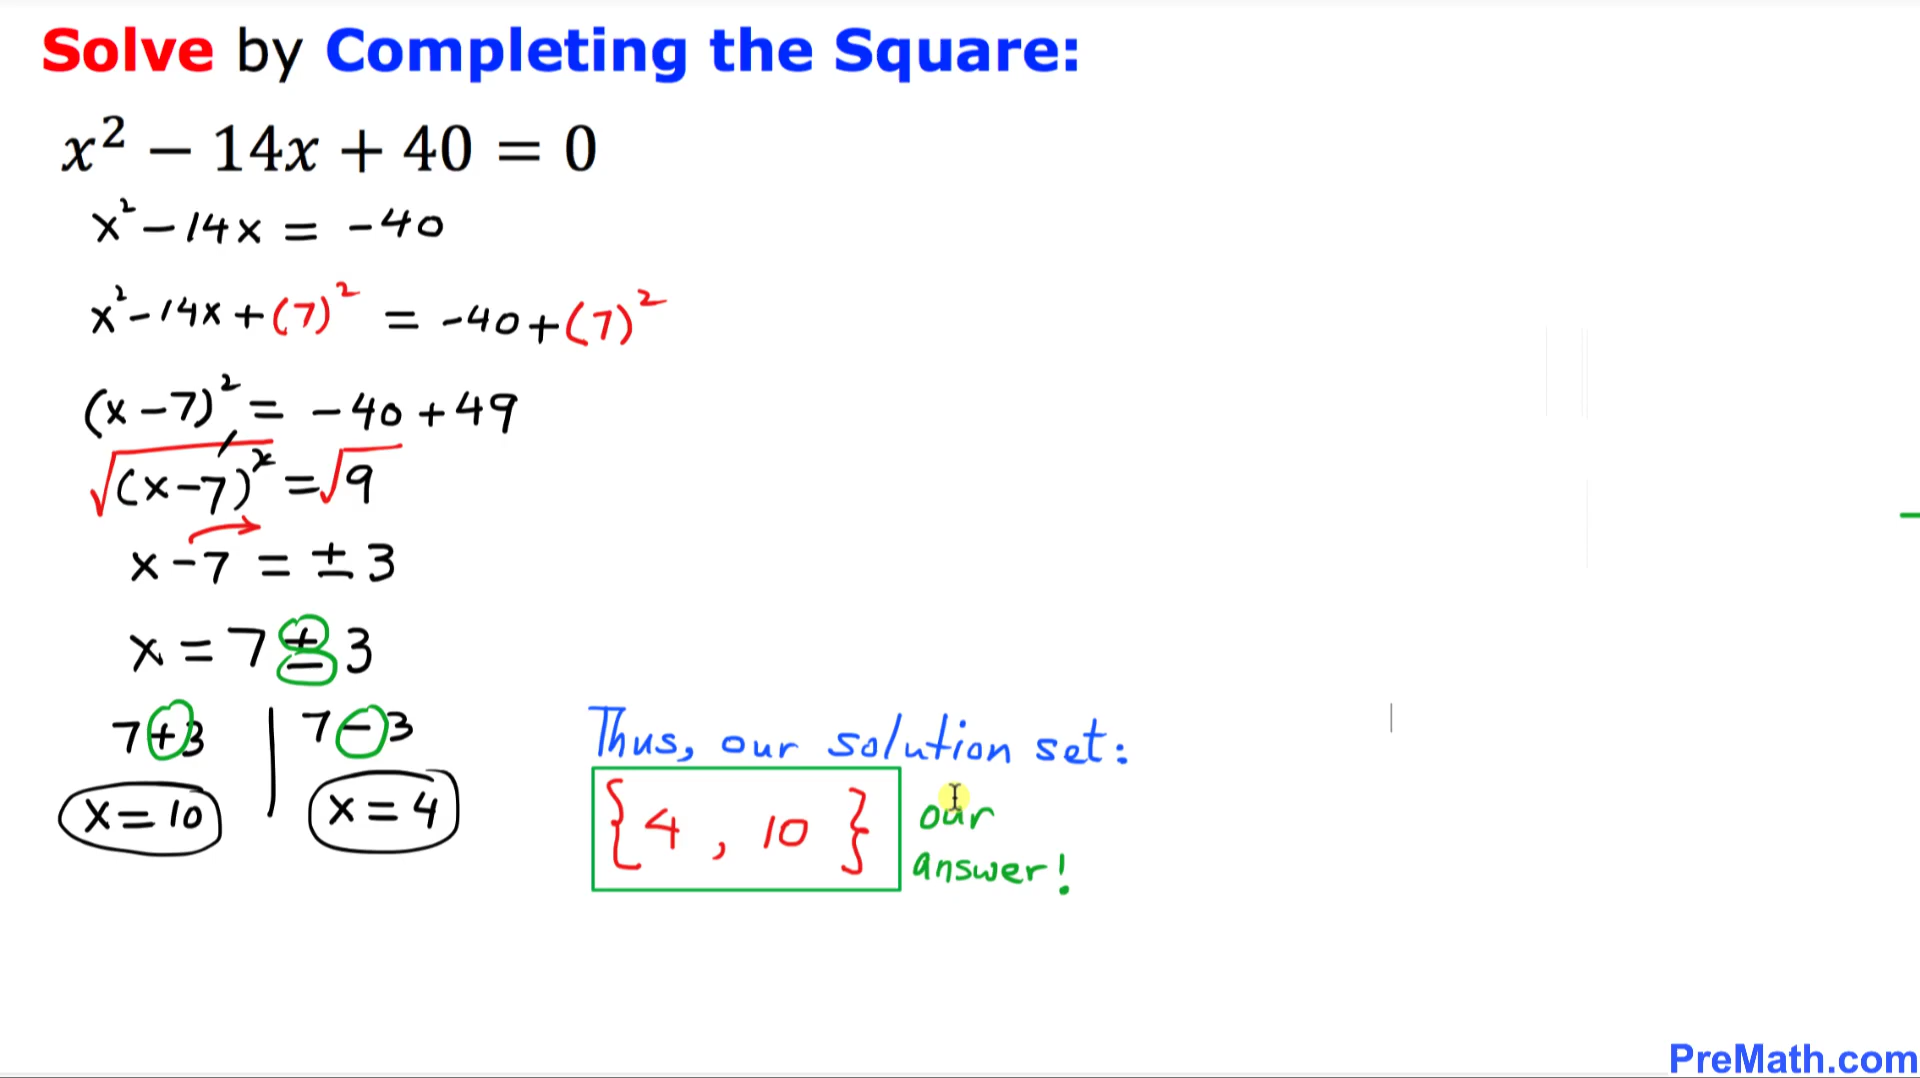 Solve by Completing the Square:
x² − 14x + 40 = 0
x² − 14x = −40
x² − 14x + (7)² = −40 + (7)²
(x − 7)² = −40 + 49
√(x − 7)² = √9
x − 7 = ± 3
x = 7 ± 3
7 + 3 | 7 − 3
x = 10 | x = 4
Thus, our solution set:
{4, 10}
our
answer!
PreMath.com